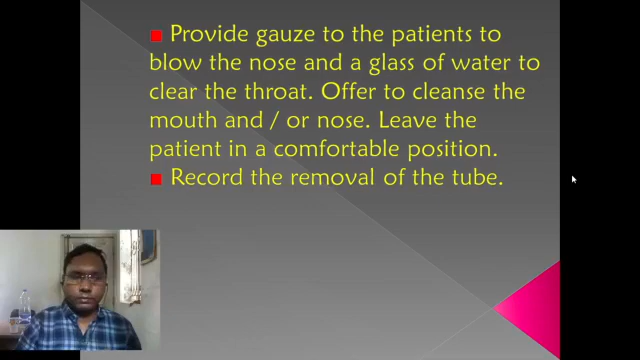 Provide gauze to the patients to
blow the nose and a glass of water to
clear the throat. Offer to cleanse the
mouth and / or nose. Leave the
patient in a comfortable position.
Record the removal of the tube.